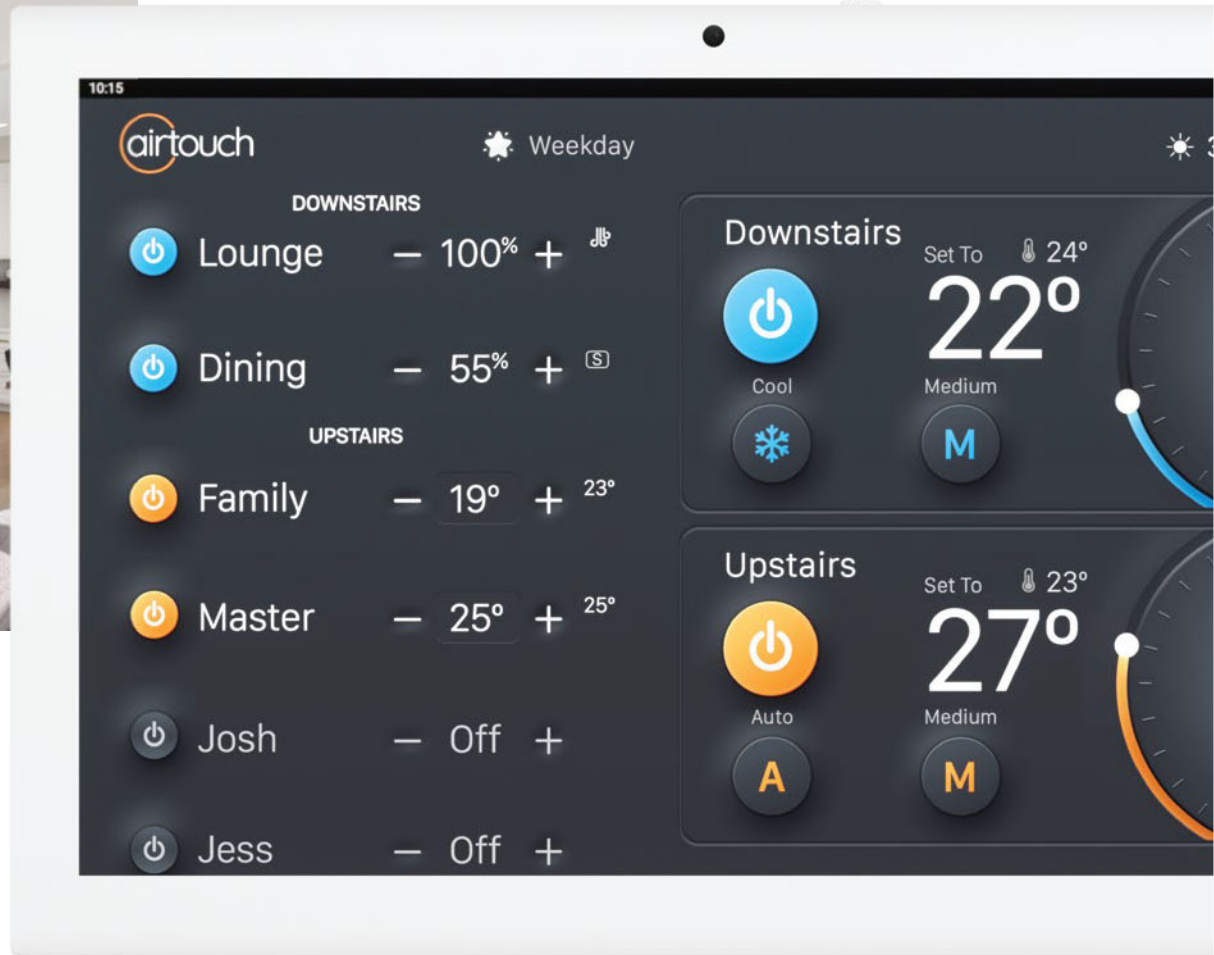 10:15
airtouch
Weekday
DOWNSTAIRS
Lounge − 100% +
Dining − 55% + S
UPSTAIRS
Family − 19° + 23°
Master − 25° + 25°
Josh − Off +
Jess − Off +
Downstairs
Set To 24°
22°
Cool Medium
M
Upstairs
Set To 23°
27°
Auto Medium
A M